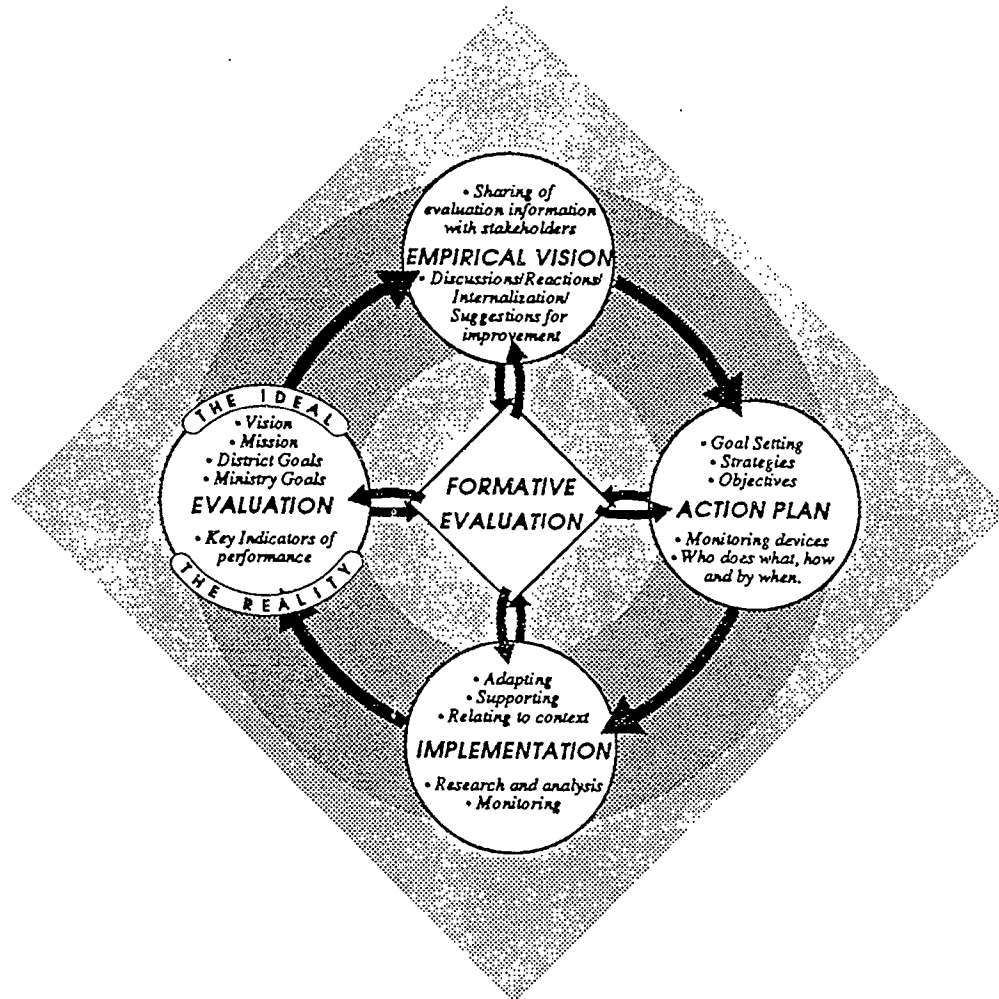 • Sharing of
evaluation information
with stakeholders
EMPIRICAL VISION
• Discussions/Reactions/
Internalization/
Suggestions for
improvement
THE IDEAL
• Vision
• Mission
• District Goals
• Ministry Goals
EVALUATION
• Key Indicators of
performance
THE REALITY
FORMATIVE
EVALUATION
• Goal Setting
• Strategies
• Objectives
ACTION PLAN
• Monitoring devices
• Who does what, how
and by when.
• Adapting
• Supporting
• Relating to context
IMPLEMENTATION
• Research and analysis
• Monitoring